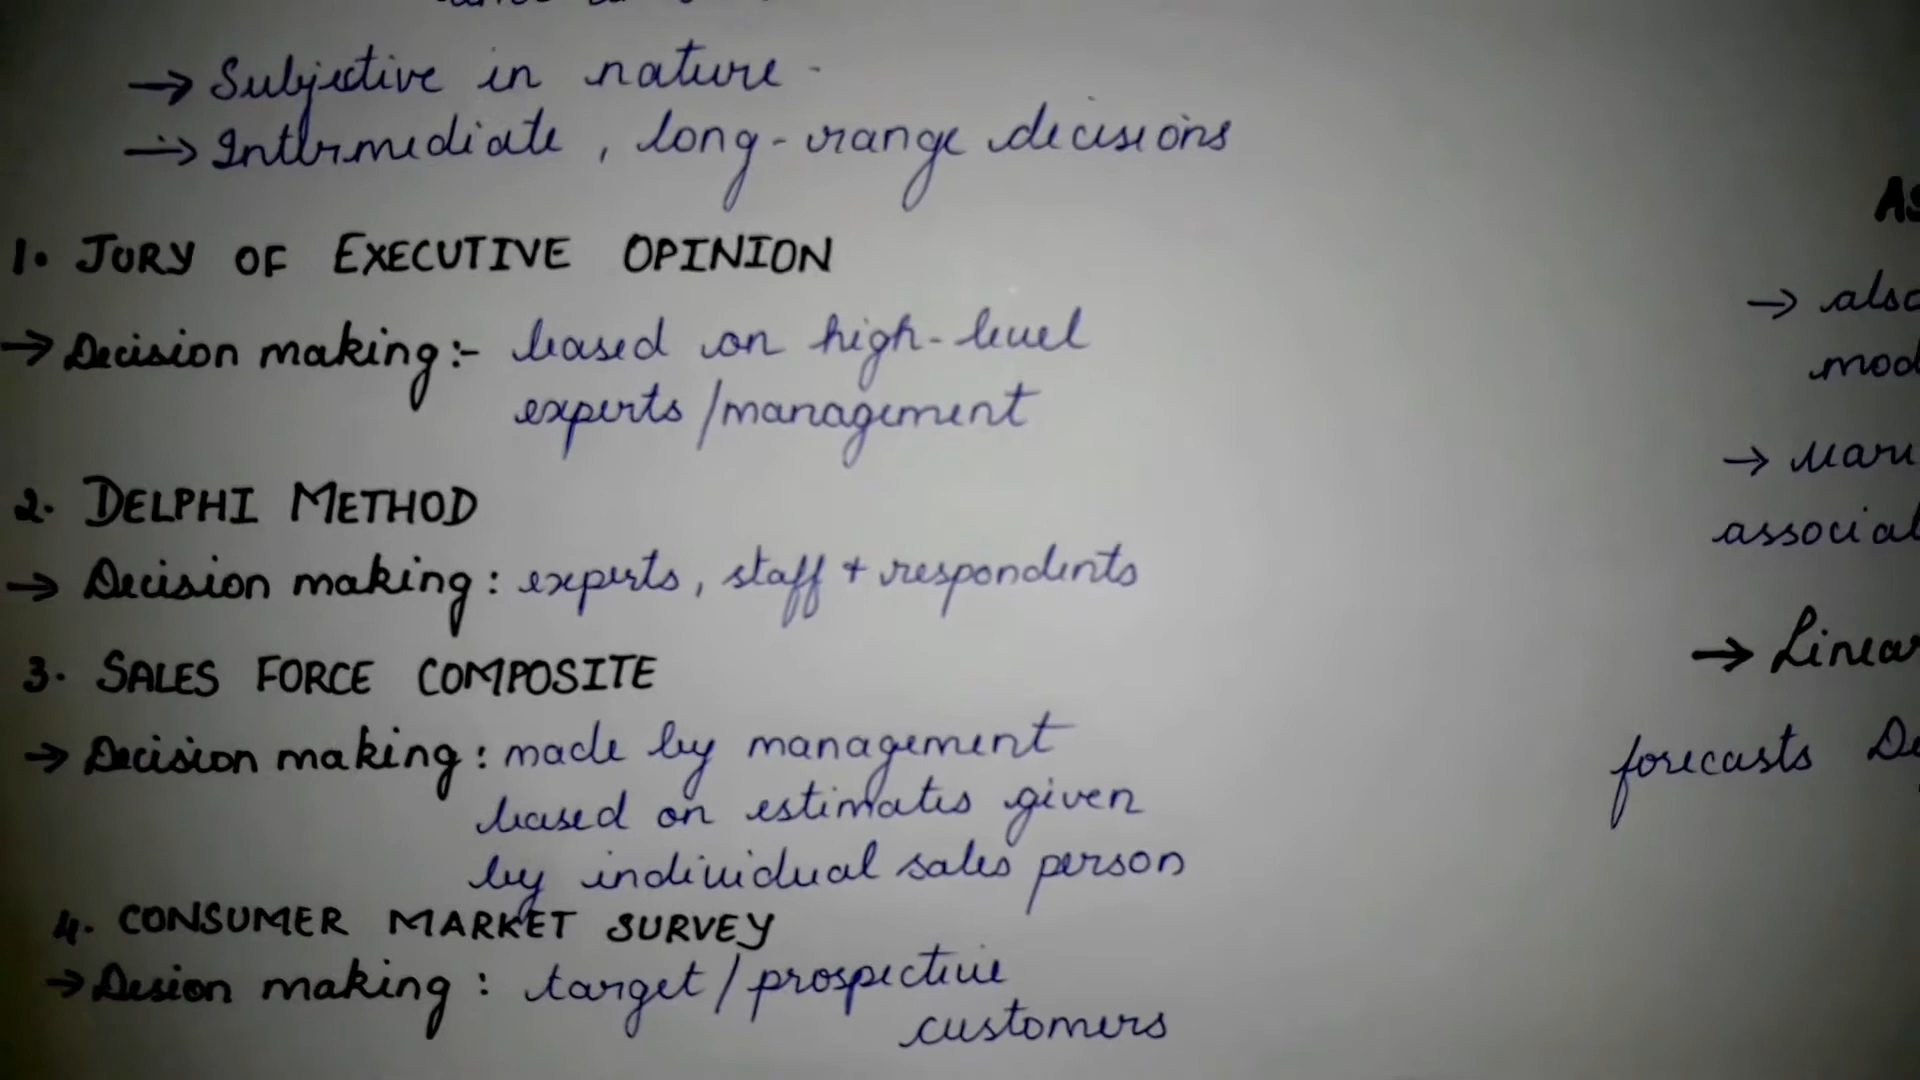 → Subjective in nature -
→ Intermediate, long-range decisions
1. JURY OF EXECUTIVE OPINION
→ Decision making:- based on high-level
experts/management
2. DELPHI METHOD
→ Decision making: experts, staff + respondents
3. SALES FORCE COMPOSITE
→ Decision making: made by management
based on estimates given
by individual sales person
4. CONSUMER MARKET SURVEY
→ Desion making: target/prospective
customers
→
→
→ Linear
forecasts